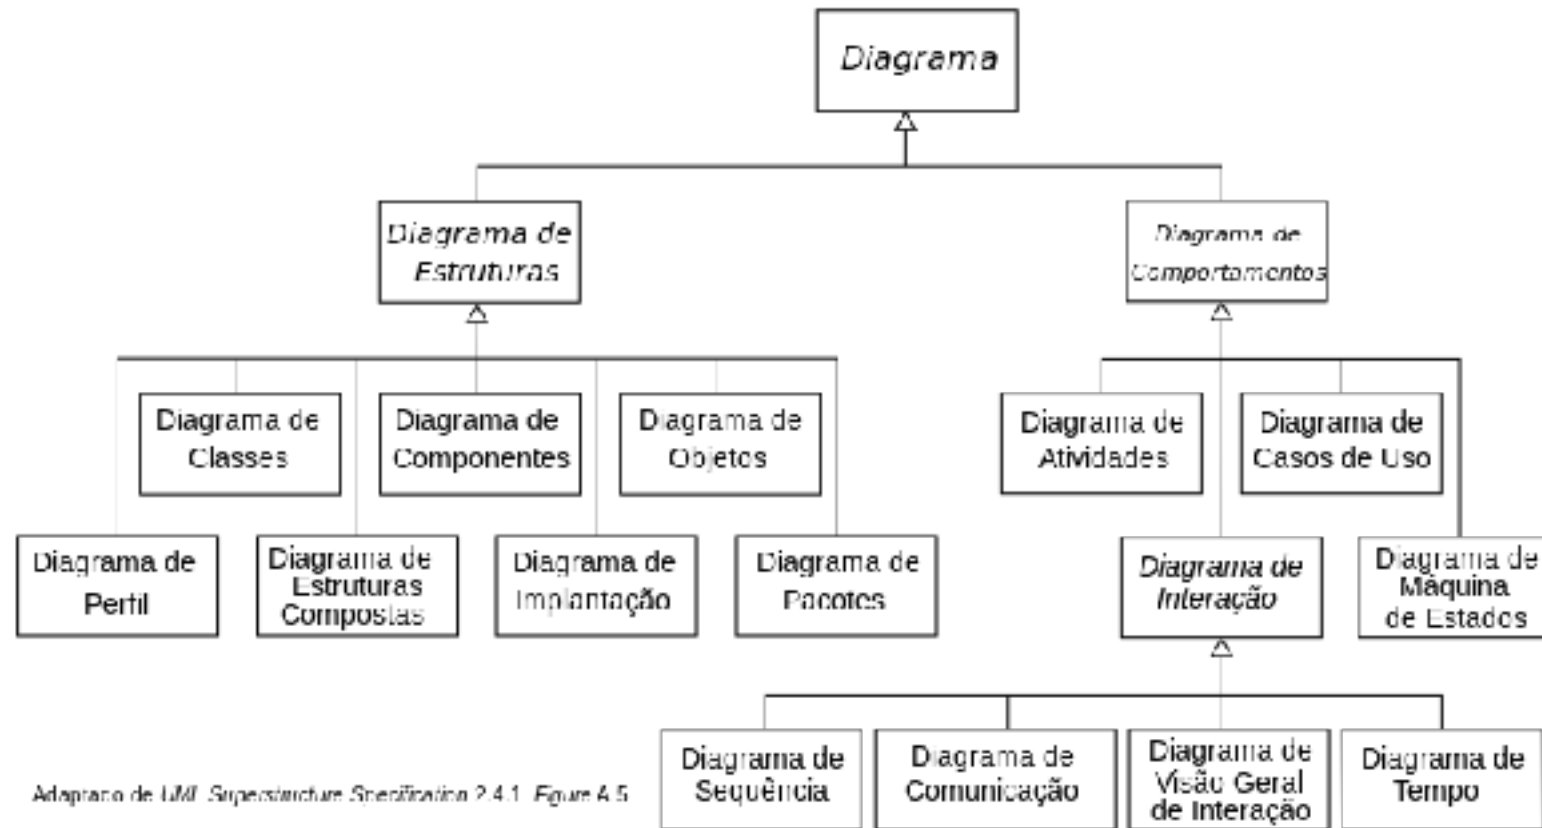 Diagrama
Diagrama de
Estruturas
Diagrama de
Comportamentos
Diagrama de
Classes
Diagrama de
Componentes
Diagrama de
Objetos
Diagrama de
Atividades
Diagrama de
Casos de Uso
Diagrama de
Perfil
Diagrama de
Estruturas
Compostas
Diagrama de
Implantação
Diagrama de
Pacotes
Diagrama de
Interação
Diagrama de
Máquina
de Estados
Diagrama de
Sequência
Diagrama de
Comunicação
Diagrama de
Visão Geral
de Interação
Diagrama de
Tempo
Adaptado de UML Superstructure Specification 2.4.1 Figure A.5